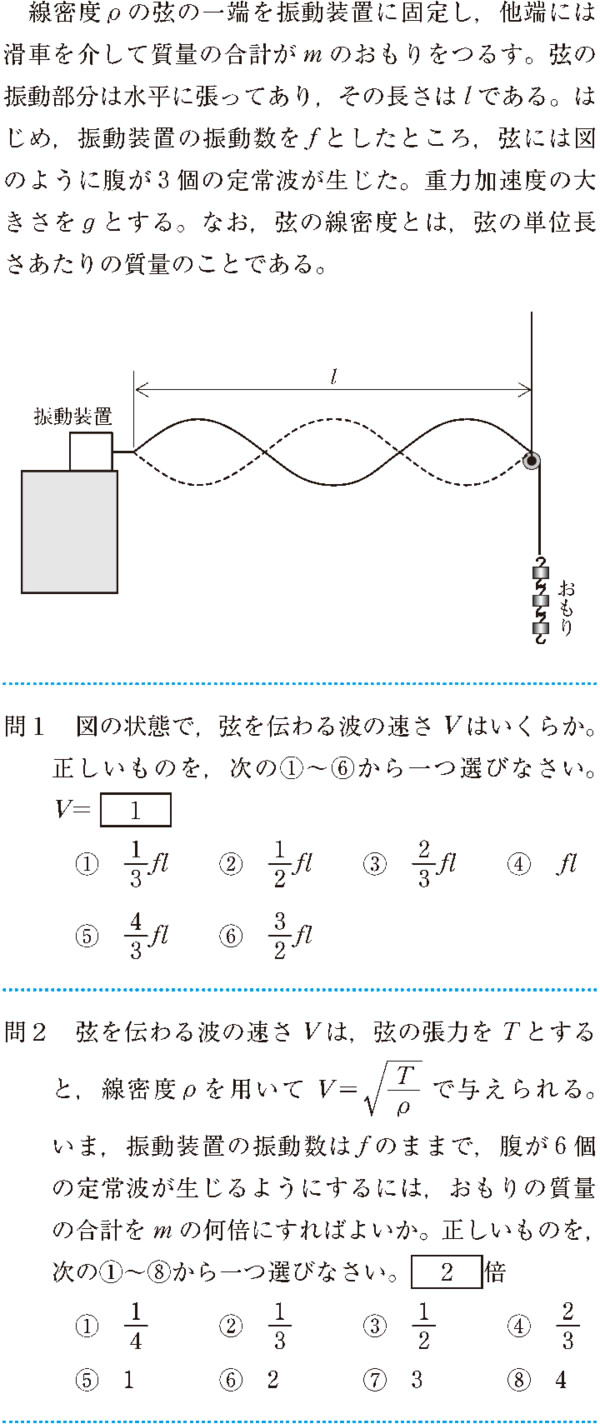 線密度ρの弦の一端を振動装置に固定し，他端には
滑車を介して質量の合計がmのおもりをつるす。弦の
振動部分は水平に張ってあり，その長さはlである。は
じめ，振動装置の振動数をfとしたところ，弦には図
のように腹が3個の定常波が生じた。重力加速度の大
きさをgとする。なお，弦の線密度とは，弦の単位長
さあたりの質量のことである。
l
振動装置
おもり
問1 図の状態で，弦を伝わる波の速さVはいくらか。
正しいものを，次の①～⑥から一つ選びなさい。
V= 1
① 1/3 fl ② 1/2 fl ③ 2/3 fl ④ fl
⑤ 4/3 fl ⑥ 3/2 fl
問2 弦を伝わる波の速さVは，弦の張力をTとする
と，線密度ρを用いて V=√(T/ρ) で与えられる。
いま，振動装置の振動数はfのままで，腹が6個
の定常波が生じるようにするには，おもりの質量
の合計をmの何倍にすればよいか。正しいものを，
次の①～⑧から一つ選びなさい。 2 倍
① 1/4 ② 1/3 ③ 1/2 ④ 2/3
⑤ 1 ⑥ 2 ⑦ 3 ⑧ 4